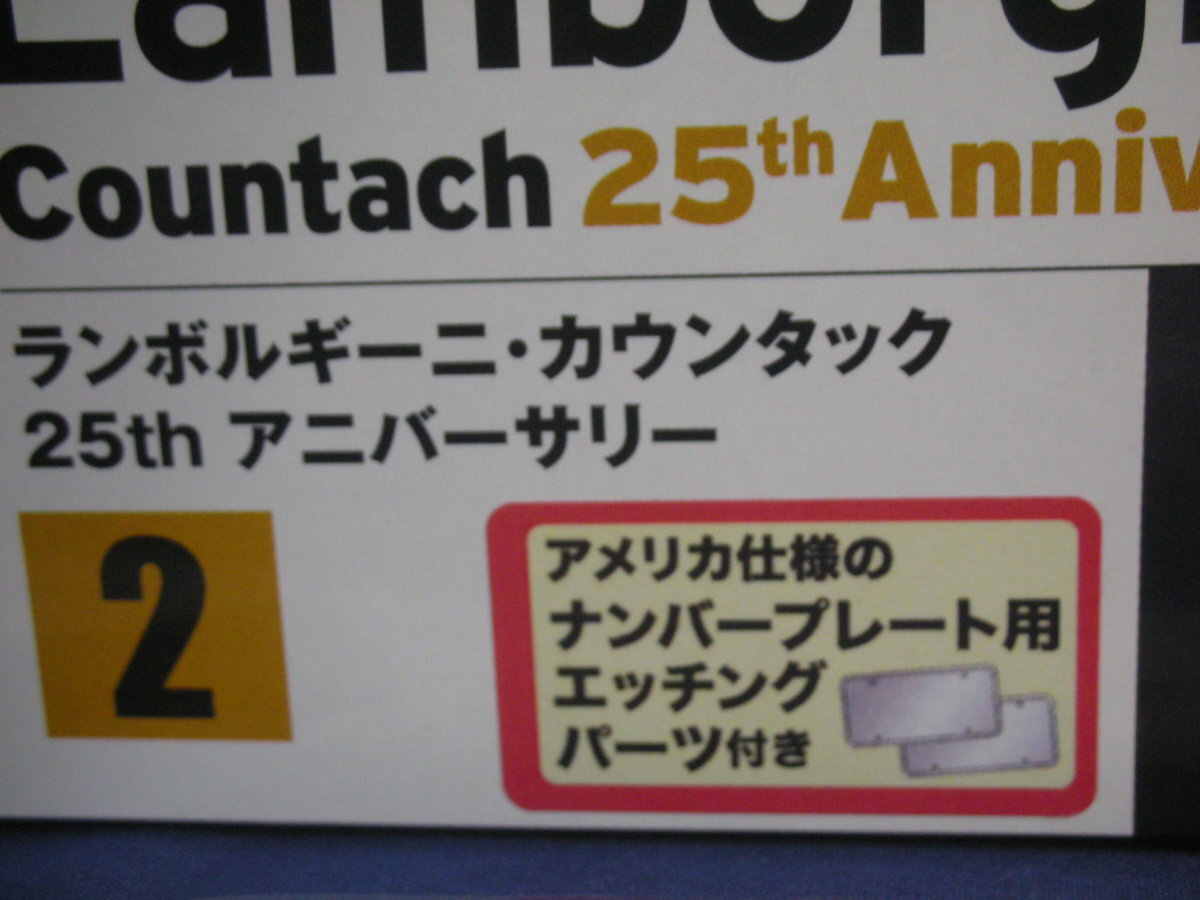 Lamborg
Countach 25th Anniv
ランボルギーニ・カウンタック
25th アニバーサリー
2
アメリカ仕様の
ナンバープレート用
エッチング
パーツ付き